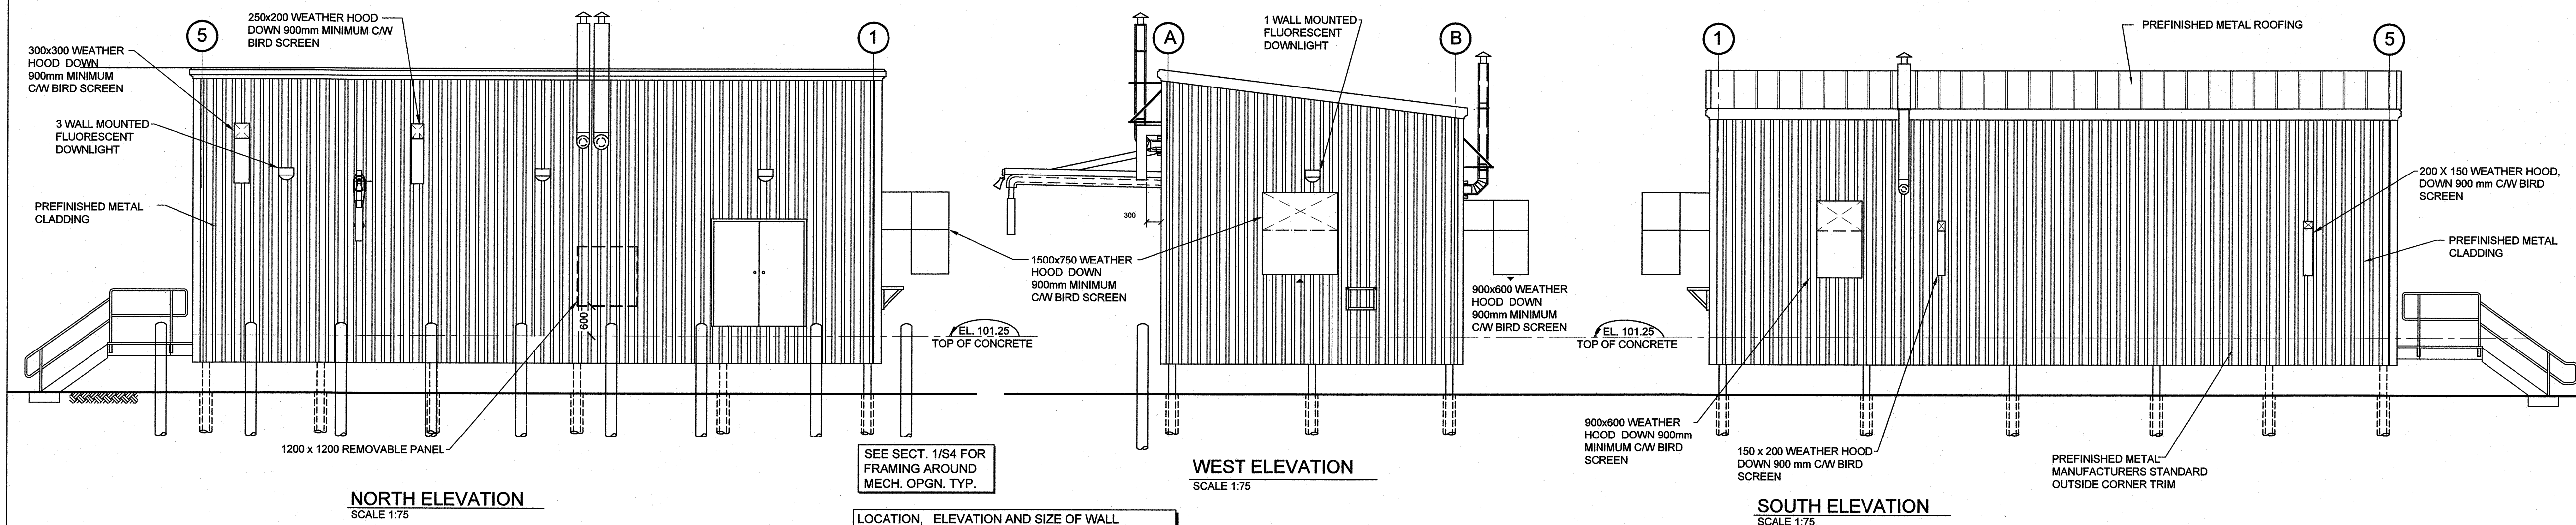 5
250x200 WEATHER HOOD
DOWN 900mm MINIMUM C/W
BIRD SCREEN
300x300 WEATHER
HOOD DOWN
900mm MINIMUM
C/W BIRD SCREEN
3 WALL MOUNTED
FLUORESCENT
DOWNLIGHT
PREFINISHED METAL
CLADDING
1
600
EL. 101.25
TOP OF CONCRETE
1200 x 1200 REMOVABLE PANEL
NORTH ELEVATION
SCALE 1:75
SEE SECT. 1/S4 FOR
FRAMING AROUND
MECH. OPGN. TYP.
LOCATION, ELEVATION AND SIZE OF WALL
A
1 WALL MOUNTED
FLUORESCENT
DOWNLIGHT
B
300
1500x750 WEATHER
HOOD DOWN
900mm MINIMUM
C/W BIRD SCREEN
900x600 WEATHER
HOOD DOWN
900mm MINIMUM
C/W BIRD SCREEN
EL. 101.25
TOP OF CONCRETE
WEST ELEVATION
SCALE 1:75
1
PREFINISHED METAL ROOFING
5
200 X 150 WEATHER HOOD,
DOWN 900 mm C/W BIRD
SCREEN
PREFINISHED METAL
CLADDING
900x600 WEATHER
HOOD DOWN 900mm
MINIMUM C/W BIRD
SCREEN
150 x 200 WEATHER HOOD
DOWN 900 mm C/W BIRD
SCREEN
PREFINISHED METAL
MANUFACTURERS STANDARD
OUTSIDE CORNER TRIM
SOUTH ELEVATION
SCALE 1:75